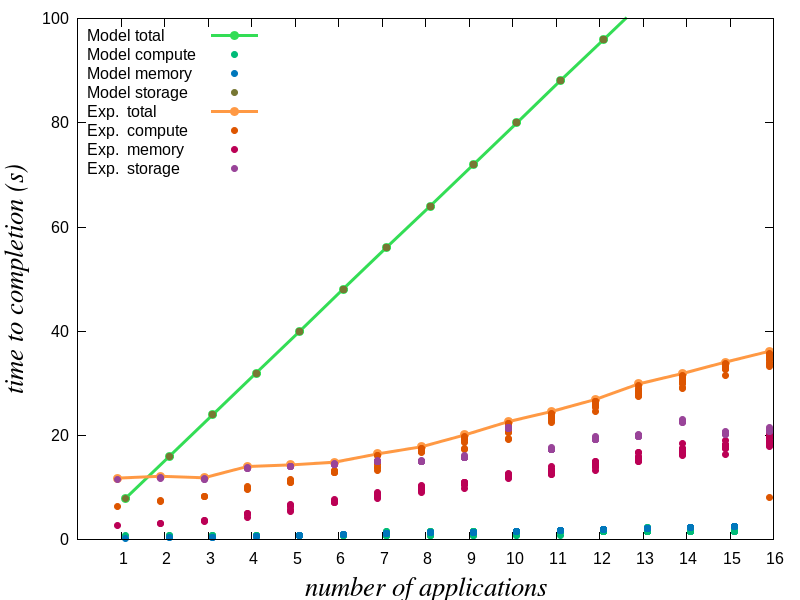 100
80
60
40
20
0
time to completion (s)
Model total
Model compute
Model memory
Model storage
Exp. total
Exp. compute
Exp. memory
Exp. storage
1 2 3 4 5 6 7 8 9 10 11 12 13 14 15 16
number of applications